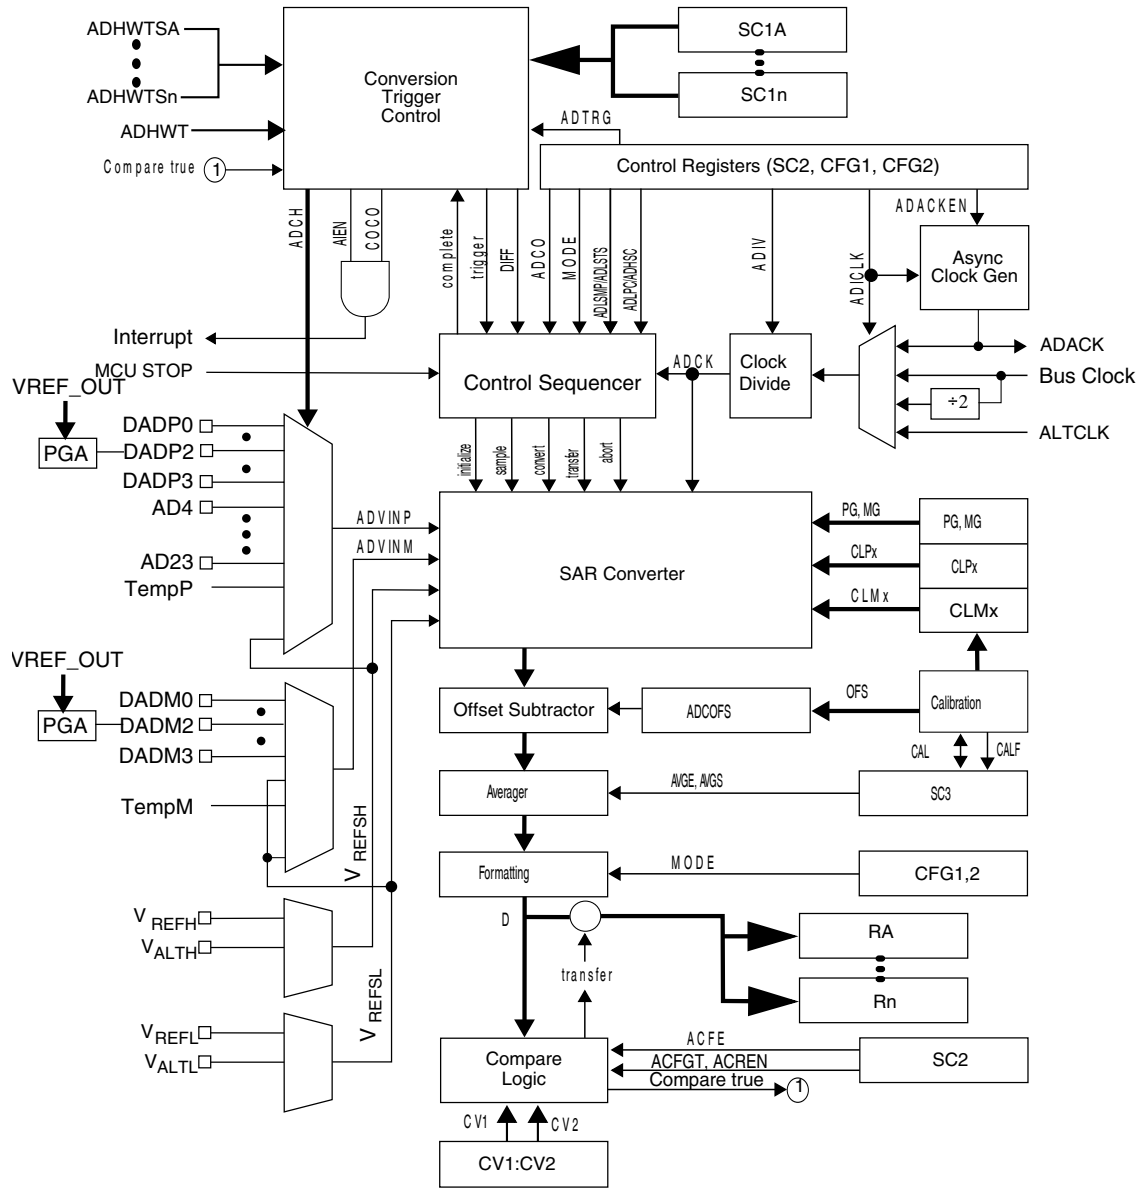 ADHWTSA
ADHWTSn
ADHWT
Compare true 1
Conversion
Trigger
Control
SC1A
SC1n
ADTRG
Control Registers (SC2, CFG1, CFG2)
ADCH
AIEN
COCO
complete
trigger
DIFF
ADCO
MODE
ADLSMP/ADLSTS
ADLPC/ADHSC
ADIV
ADICLK
ADACKEN
Async
Clock Gen
Interrupt
MCU STOP
ADACK
Bus Clock
÷2
ALTCLK
Control Sequencer
ADCK
Clock
Divide
VREF_OUT
PGA
DADP0
DADP2
DADP3
AD4
AD23
TempP
initialize
sample
convert
transfer
abort
ADVINP
ADVINM
SAR Converter
PG, MG
PG, MG
CLPx
CLPx
CLMx
CLMx
VREF_OUT
PGA
DADM0
DADM2
DADM3
TempM
Offset Subtractor
ADCOFS
OFS
Calibration
CAL
CALF
Averager
AVGE, AVGS
SC3
Formatting
MODE
CFG1,2
V REFSH
V REFH
VALTH
V REFSL
V REFL
VALTL
D
transfer
RA
Rn
Compare
Logic
ACFE
ACFGT, ACREN
Compare true
1
SC2
CV1
CV2
CV1:CV2